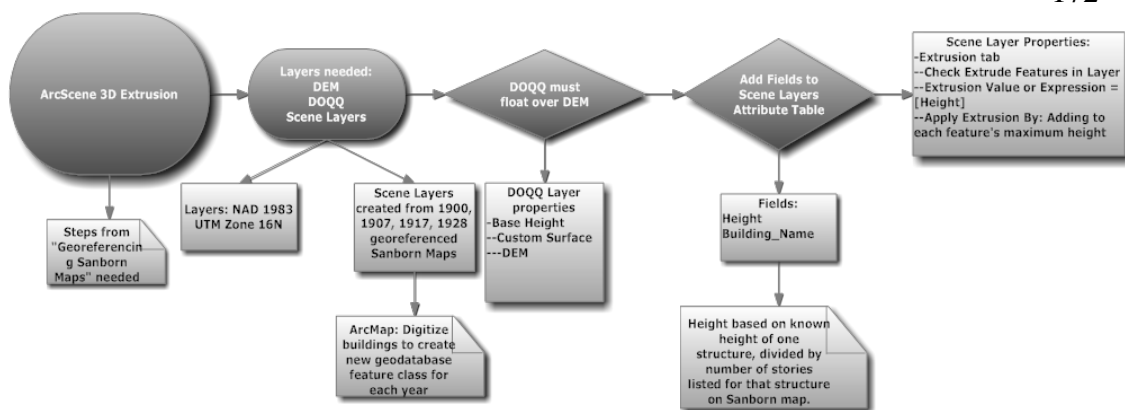 ArcScene 3D Extrusion
Steps from
"Georeferencin
g Sanborn
Maps" needed
Layers needed:
DEM
DOQQ
Scene Layers
Layers: NAD 1983
UTM Zone 16N
Scene Layers
created from 1900,
1907, 1917, 1928
georeferenced
Sanborn Maps
ArcMap: Digitize
buildings to create
new geodatabase
feature class for
each year
DOQQ must
float over DEM
DOQQ Layer
properties
-Base Height
--Custom Surface
---DEM
Add Fields to
Scene Layers
Attribute Table
Fields:
Height
Building_Name
Height based on known
height of one
structure, divided by
number of stories
listed for that structure
on Sanborn map.
Scene Layer Properties:
-Extrusion tab
--Check Extrude Features in Layer
--Extrusion Value or Expression =
[Height]
--Apply Extrusion By: Adding to
each feature's maximum height